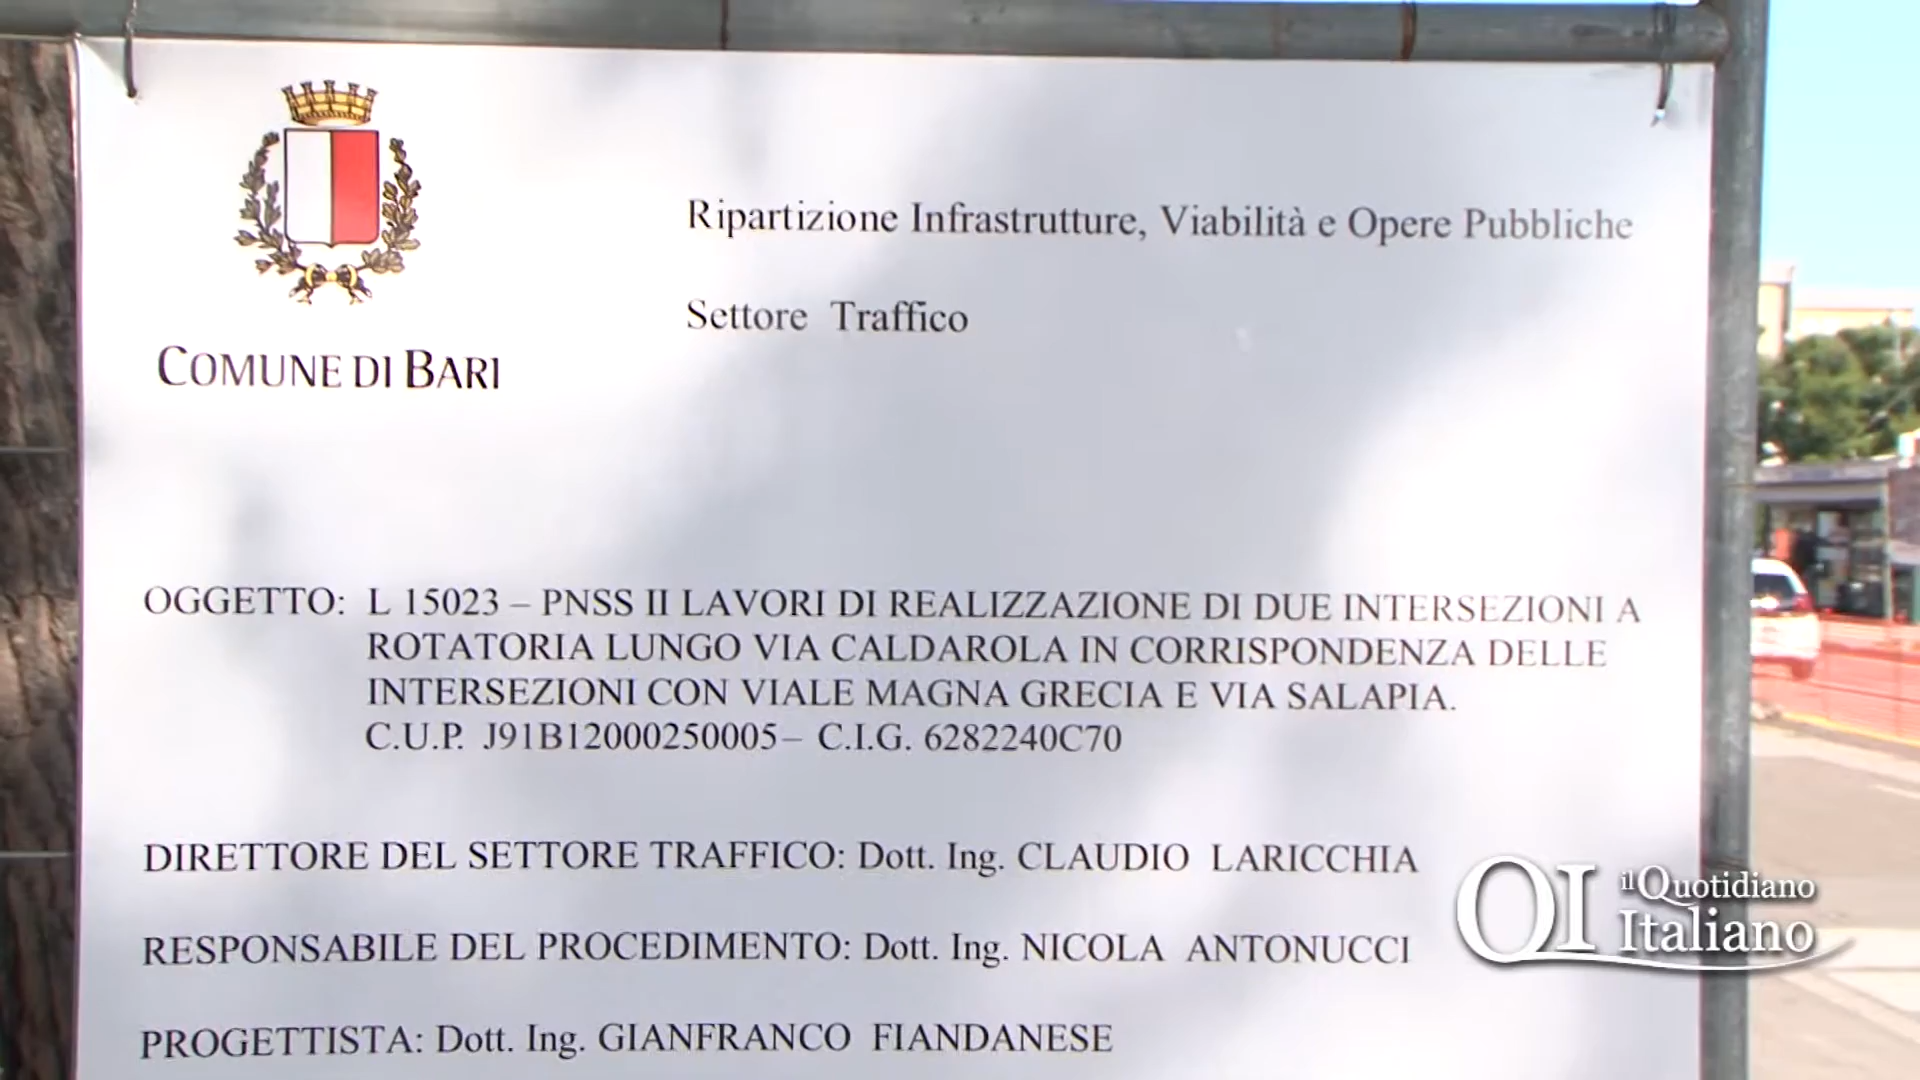 COMUNE DI BARI
Ripartizione Infrastrutture, Viabilità e Opere Pubbliche
Settore Traffico
OGGETTO: L 15023 – PNSS II LAVORI DI REALIZZAZIONE DI DUE INTERSEZIONI A
ROTATORIA LUNGO VIA CALDAROLA IN CORRISPONDENZA DELLE
INTERSEZIONI CON VIALE MAGNA GRECIA E VIA SALAPIA.
C.U.P. J91B12000250005– C.I.G. 6282240C70
DIRETTORE DEL SETTORE TRAFFICO: Dott. Ing. CLAUDIO LARICCHIA
RESPONSABILE DEL PROCEDIMENTO: Dott. Ing. NICOLA ANTONUCCI
PROGETTISTA: Dott. Ing. GIANFRANCO FIANDANESE
QI il Quotidiano
Italiano